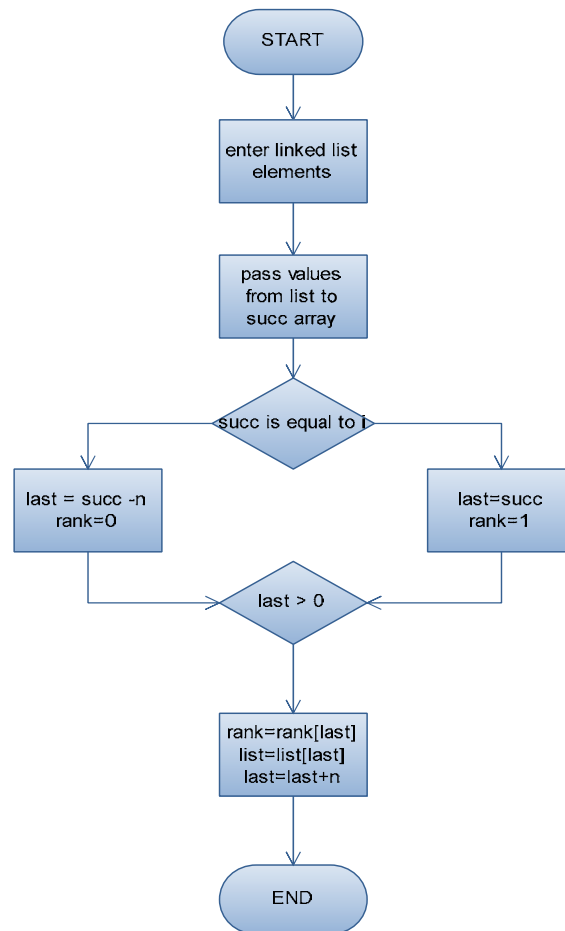 START
enter linked list
elements
pass values
from list to
succ array
succ is equal to i
last = succ -n
rank=0
last=succ
rank=1
last > 0
rank=rank[last]
list=list[last]
last=last+n
END